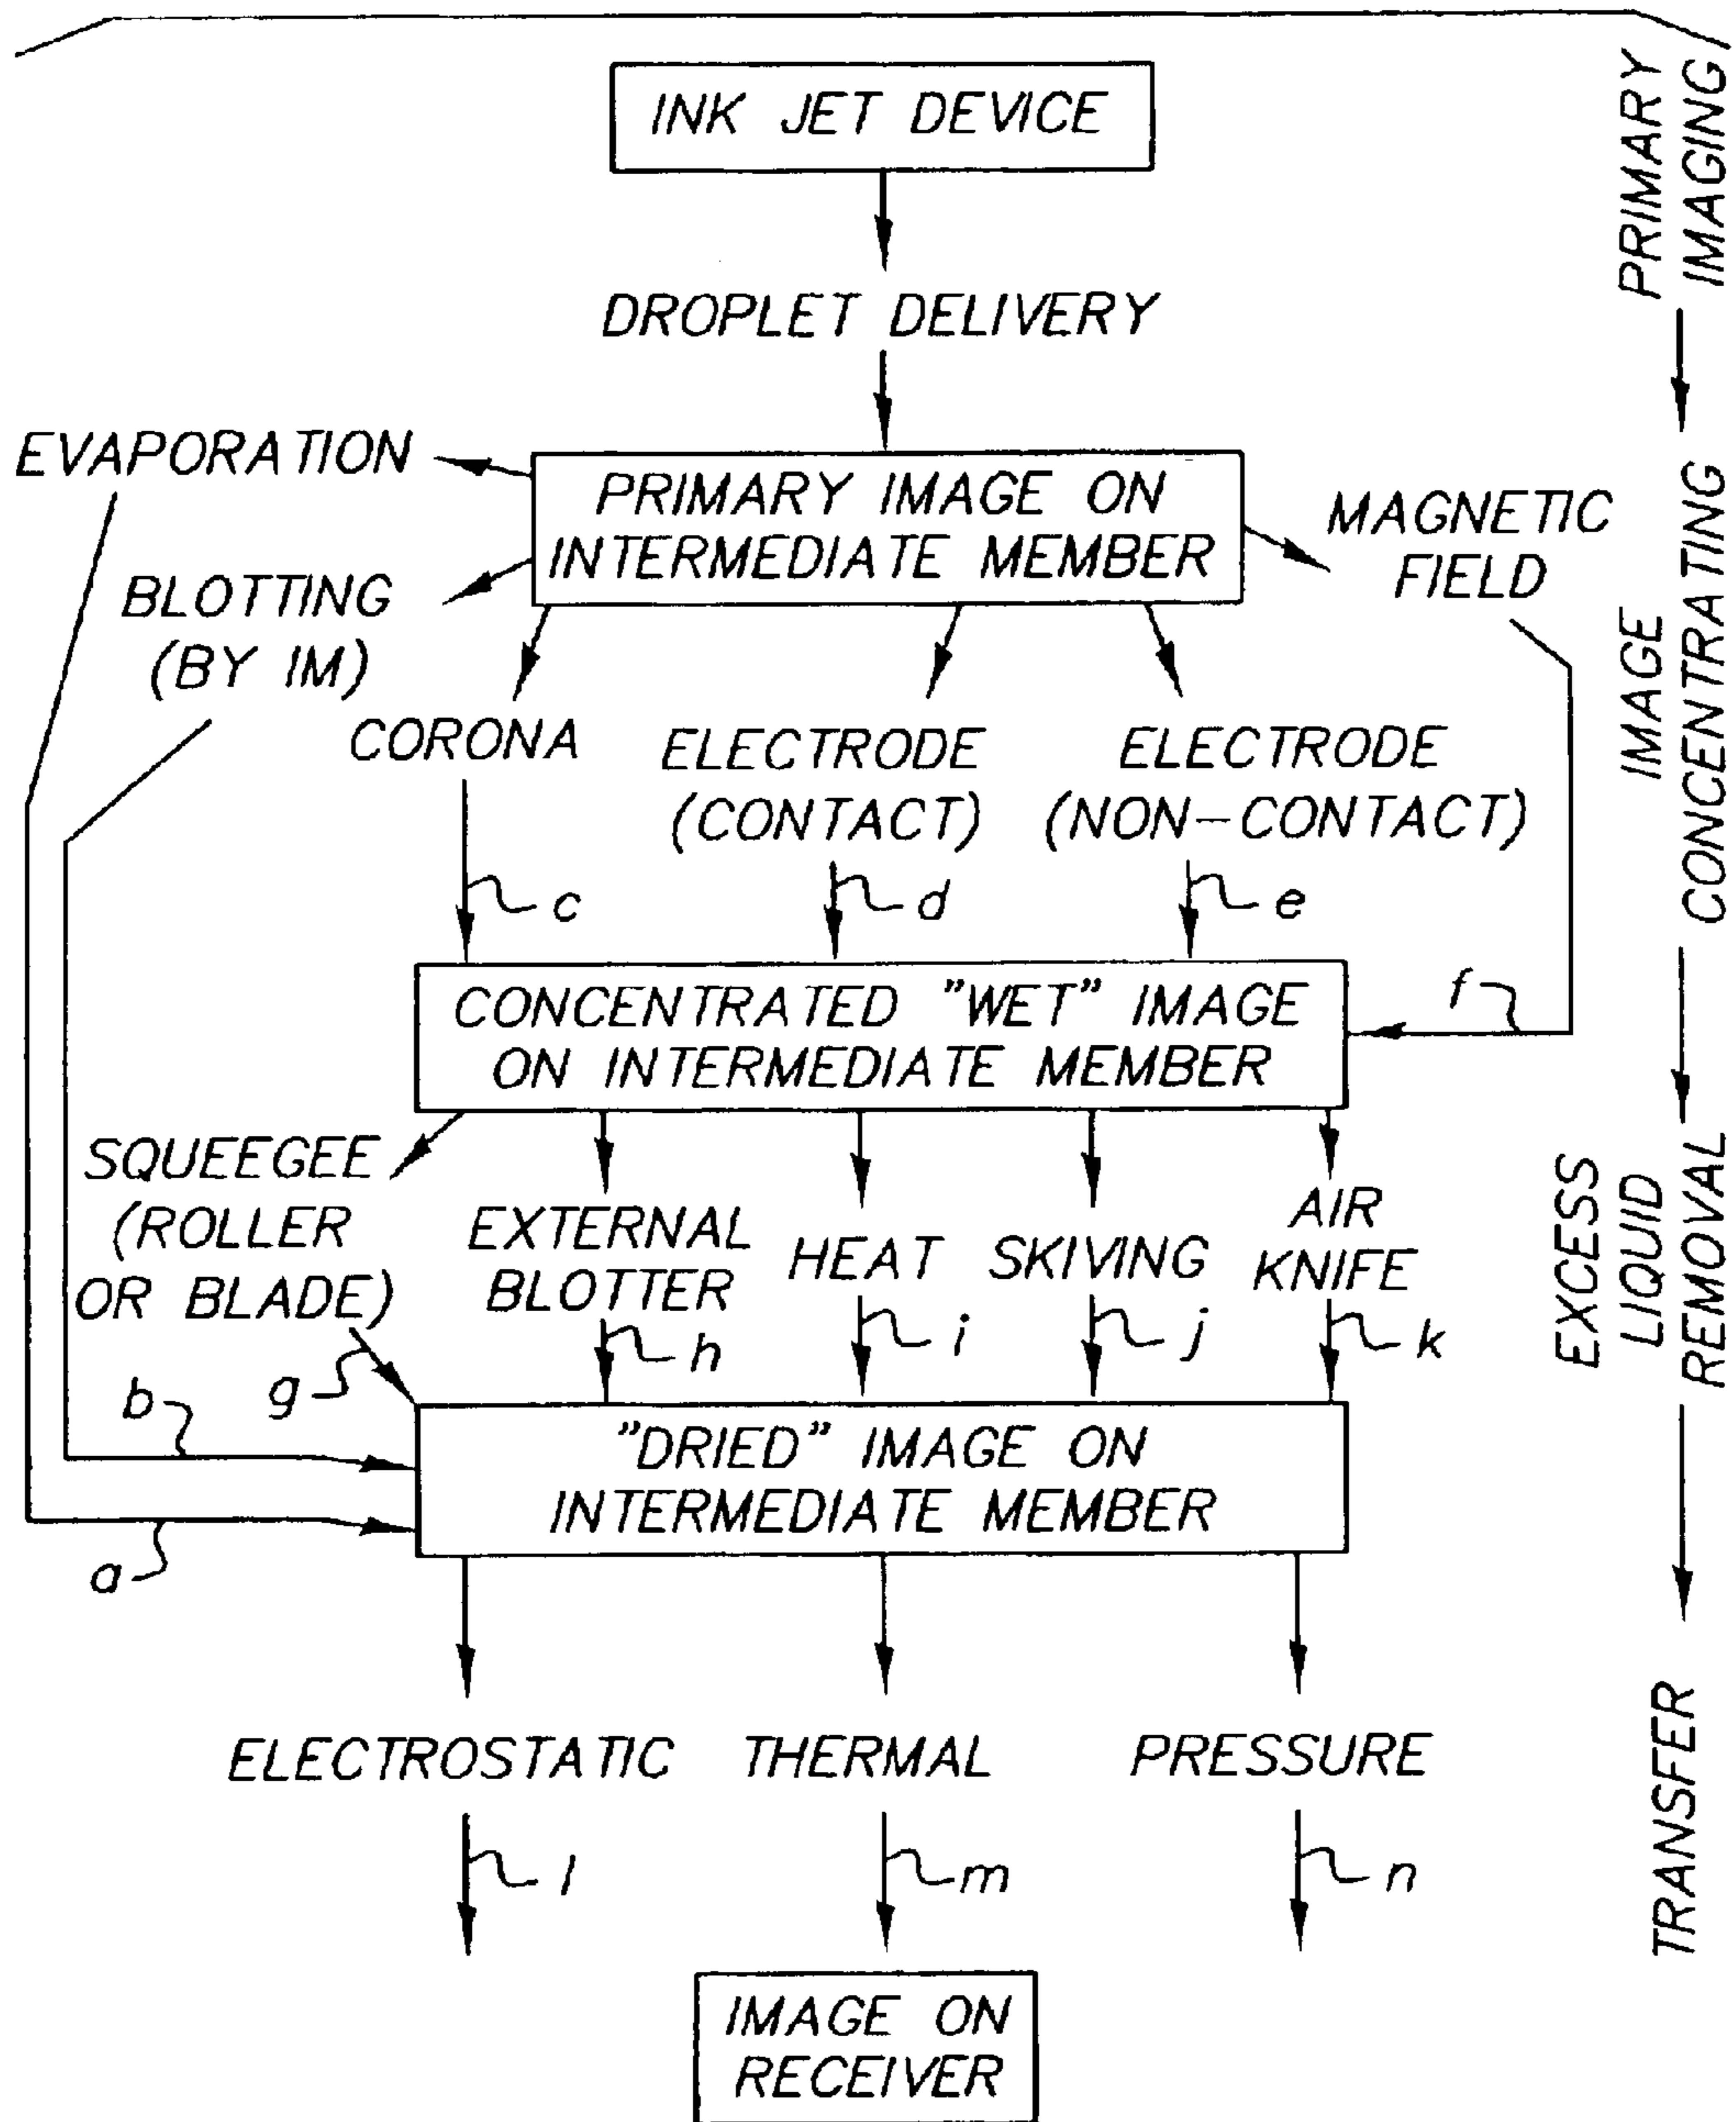 INK JET DEVICE
DROPLET DELIVERY
EVAPORATION
PRIMARY IMAGE ON
INTERMEDIATE MEMBER
MAGNETIC
FIELD
BLOTTING
(BY IM)
CORONA
ELECTRODE
(CONTACT)
ELECTRODE
(NON-CONTACT)
c
d
e
f
CONCENTRATED "WET" IMAGE
ON INTERMEDIATE MEMBER
SQUEEGEE
(ROLLER
OR BLADE)
EXTERNAL
BLOTTER
HEAT
SKIVING
AIR
KNIFE
g
h
i
j
k
b
a
"DRIED" IMAGE ON
INTERMEDIATE MEMBER
ELECTROSTATIC
THERMAL
PRESSURE
l
m
n
IMAGE ON
RECEIVER
PRIMARY
IMAGING
IMAGE
CONCENTRATING
EXCESS
LIQUID
REMOVAL
TRANSFER